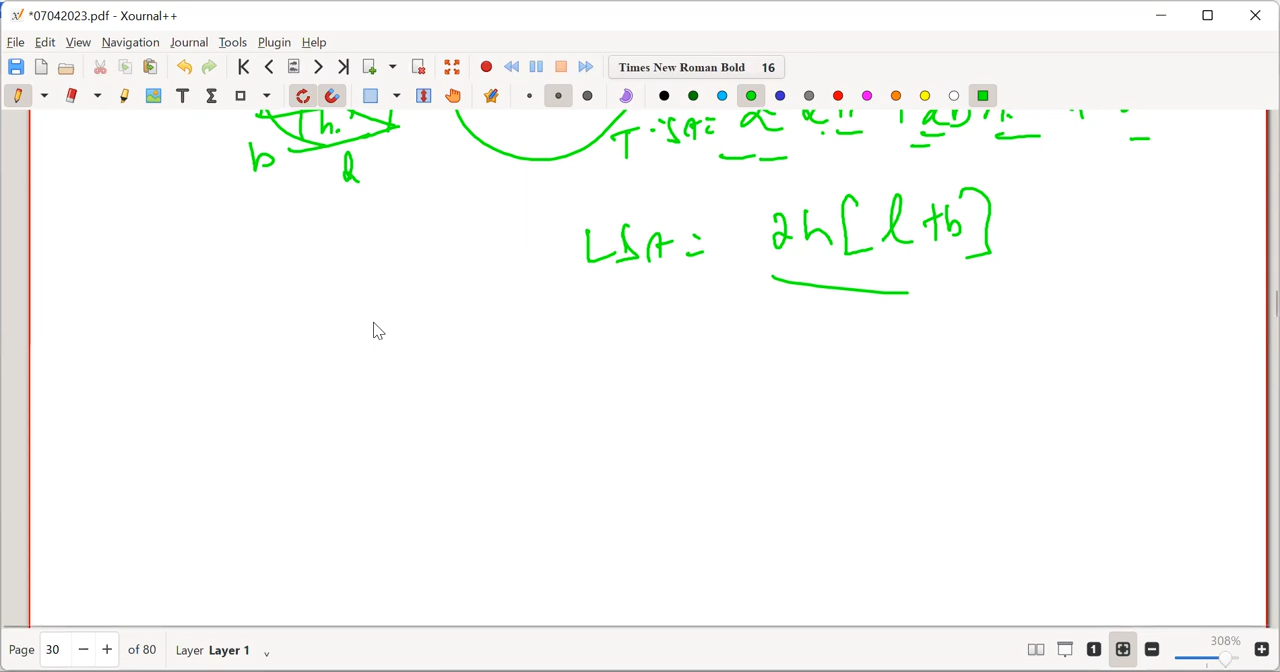 *07042023.pdf - Xournal++
File Edit View Navigation Journal Tools Plugin Help
Times New Roman Bold 16
h.
b
l
T.SA=
LSA = 2h[l+b]
Page 30 of 80 Layer Layer 1
308%